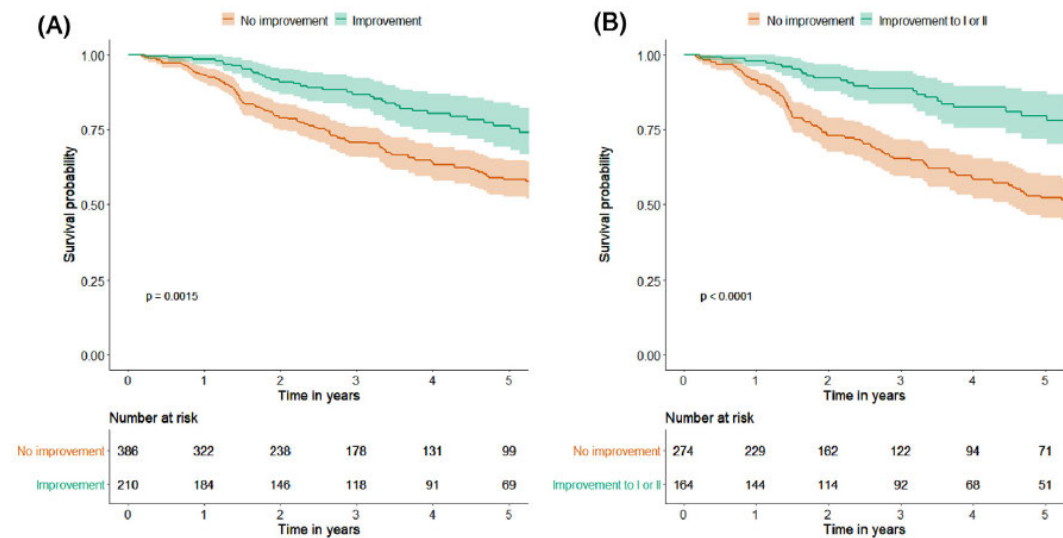 (A)
No improvement Improvement
1.00
0.75
0.50
0.25
0.00
Survival probability
p = 0.0015
0 1 2 3 4 5
Time in years
Number at risk
No improvement 386 322 238 178 131 99
Improvement 210 184 146 118 91 69
0 1 2 3 4 5
Time in years
(B)
No improvement Improvement to I or II
1.00
0.75
0.50
0.25
0.00
Survival probability
p < 0.0001
0 1 2 3 4 5
Time in years
Number at risk
No improvement 274 229 162 122 94 71
Improvement to I or II 164 144 114 92 68 51
0 1 2 3 4 5
Time in years